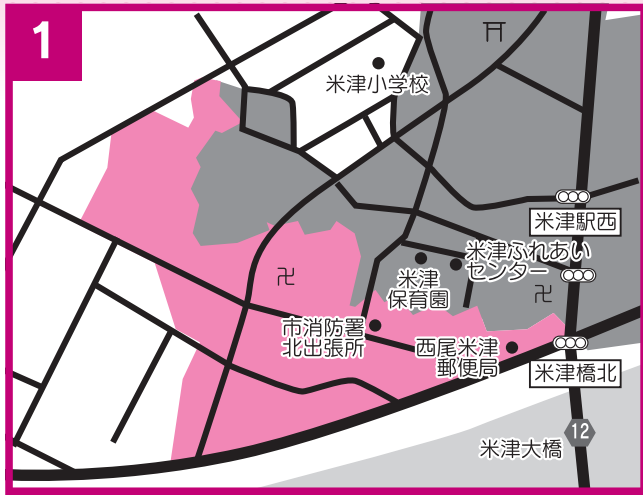 1
米津小学校
米津駅西
米津ふれあい
センター
米津
保育園
市消防署
北出張所
西尾米津
郵便局
米津橋北
12
米津大橋